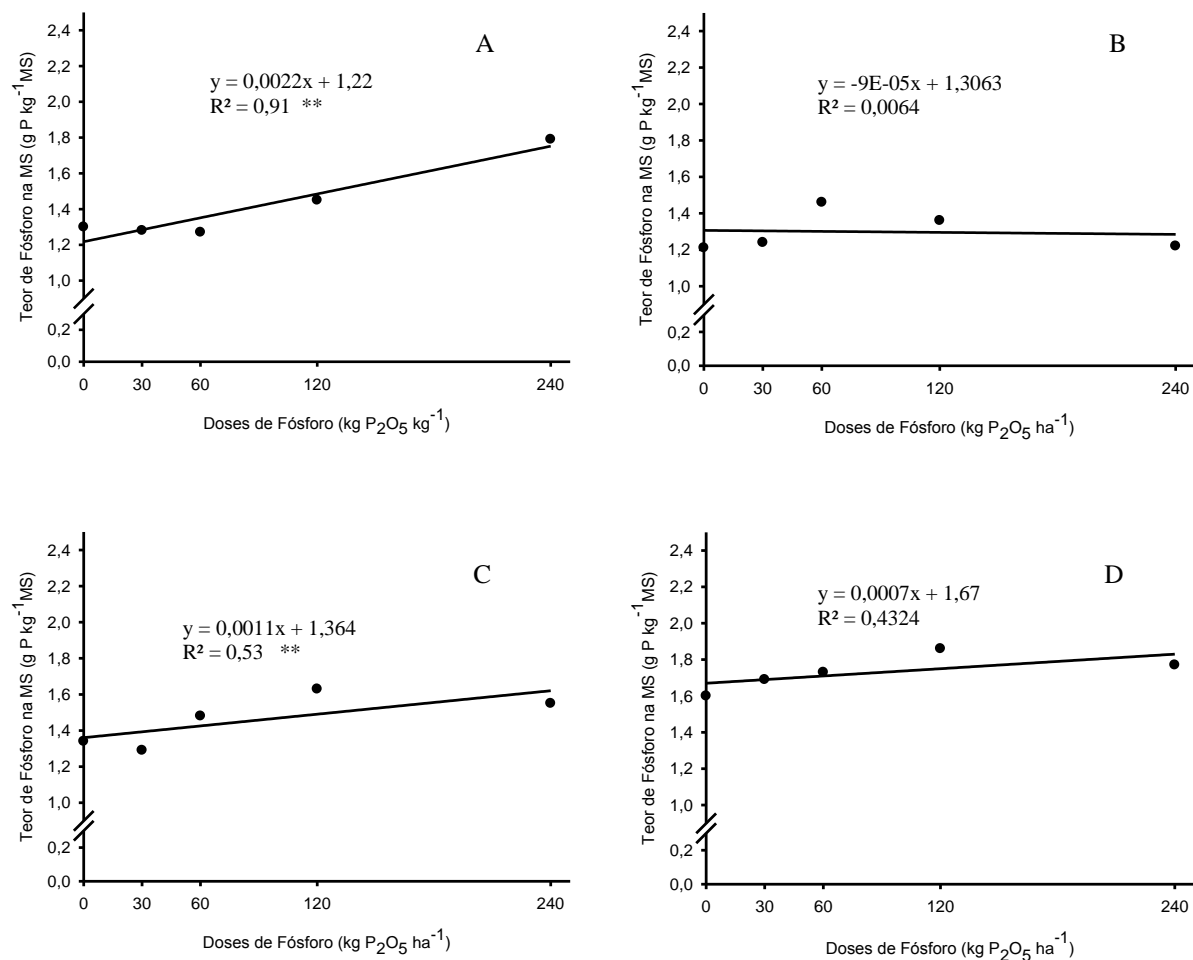 A
y = 0,0022x + 1,22
R² = 0,91 **
Teor de Fósforo na MS (g P kg⁻¹MS)
2,4
2,2
2,0
1,8
1,6
1,4
1,2
1,0
0,2
0,0
0 30 60 120 240
Doses de Fósforo (kg P₂O₅ kg⁻¹)
B
y = -9E-05x + 1,3063
R² = 0,0064
Teor de Fósforo na MS (g P kg⁻¹MS)
2,4
2,2
2,0
1,8
1,6
1,4
1,2
1,0
0,2
0,0
0 30 60 120 240
Doses de Fósforo (kg P₂O₅ ha⁻¹)
C
y = 0,0011x + 1,364
R² = 0,53 **
Teor de Fósforo na MS (g P kg⁻¹MS)
2,4
2,2
2,0
1,8
1,6
1,4
1,2
1,0
0,2
0,0
0 30 60 120 240
Doses de Fósforo (kg P₂O₅ ha⁻¹)
D
y = 0,0007x + 1,67
R² = 0,4324
Teor de Fósforo na MS (g P kg⁻¹MS)
2,4
2,2
2,0
1,8
1,6
1,4
1,2
1,0
0,2
0,0
0 30 60 120 240
Doses de Fósforo (kg P₂O₅ ha⁻¹)